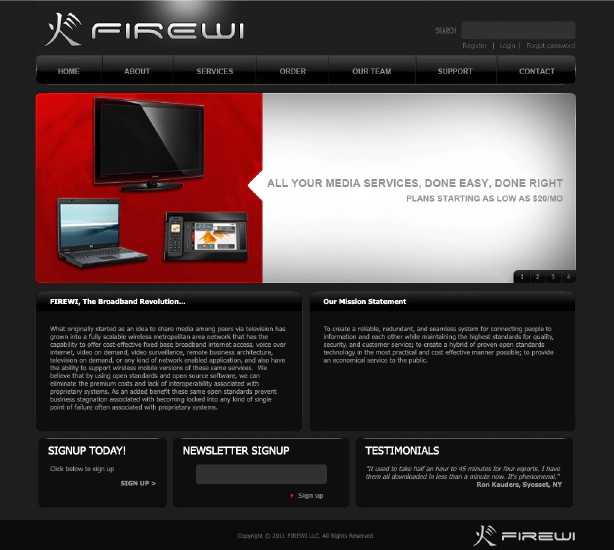 FIREWI
SEARCH
Register | Login | Forgot password
HOME ABOUT SERVICES ORDER OUR TEAM SUPPORT CONTACT
ALL YOUR MEDIA SERVICES, DONE EASY, DONE RIGHT
PLANS STARTING AS LOW AS $20/MO
1 2 3 4
FIREWI, The Broadband Revolution...
What originally started as an idea to share media among peers via television has
grown into a fully scalable wireless metropolitan area network that has the
capability to offer cost-effective fixed base broadband internet access, voice over
internet, video on demand, video surveillance, remote business architecture,
television on demand, or any kind of network enabled application, and also have
the ability to support wireless mobile versions of these same services. We
believe that by using open standards and open source software, we can
eliminate the premium costs and lack of interoperability associated with
proprietary systems. As an added benefit these same open standards prevent
business stagnation associated with becoming locked into any kind of single
point of failure often associated with proprietary systems.
Our Mission Statement
To create a reliable, redundant, and seamless system for connecting people to
information and each other while maintaining the highest standards for quality,
security, and customer services; to create a hybrid of proven open standards
technology in the most practical and cost effective manner possible; to provide
an economical service to the public.
SIGNUP TODAY!
Click below to sign up
SIGN UP >
NEWSLETTER SIGNUP
Sign up
TESTIMONIALS
"It used to take half an hour to 45 minutes for four reports. I have
them all downloaded in less than a minute now. It's phenomenal."
Ron Kauders, Syosset, NY
Copyright © 2011 FIREWI LLC. All Rights Reserved
FIREWI